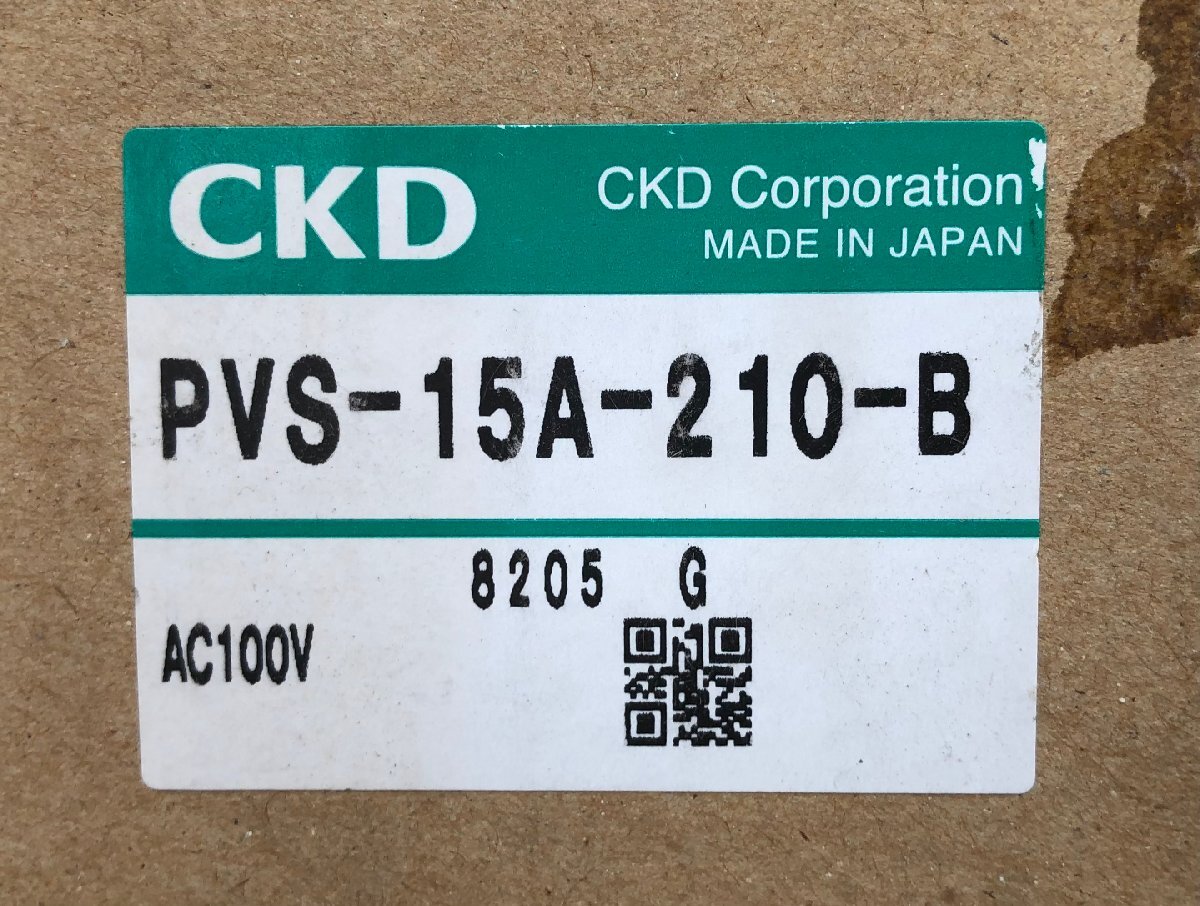 CKD
CKD Corporation
MADE IN JAPAN
PVS-15A-210-B
8205 G
AC100V